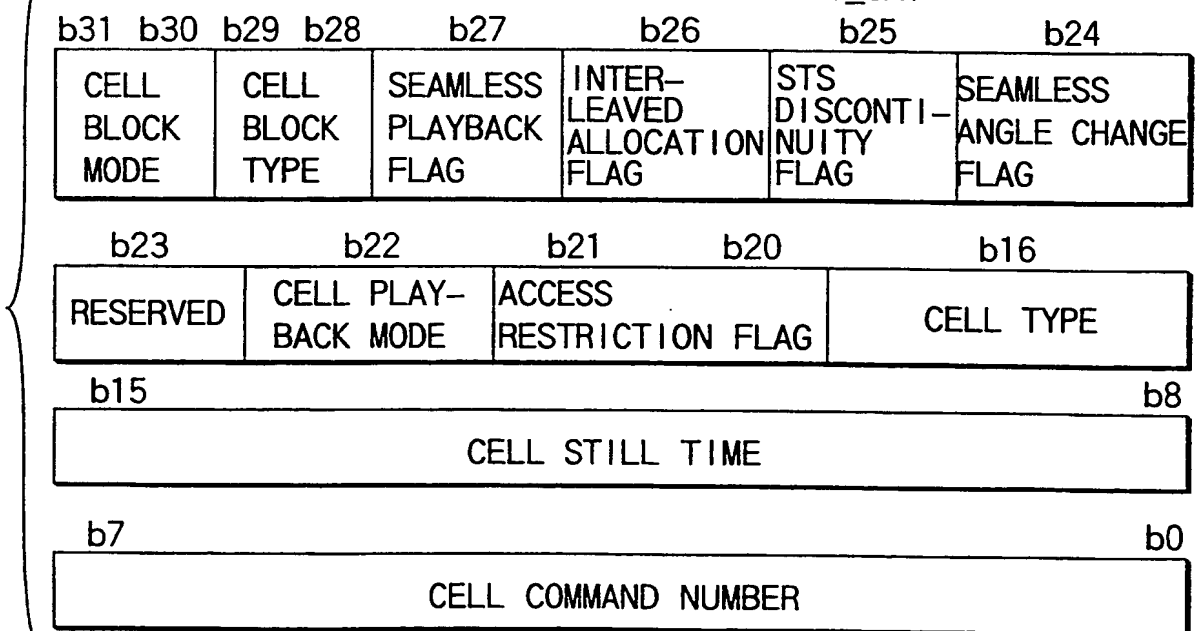 b31 b30 b29 b28 b27 b26 b25 b24
CELL BLOCK MODE
CELL BLOCK TYPE
SEAMLESS PLAYBACK FLAG
INTER-LEAVED ALLOCATION FLAG
STS DISCONTI-NUITY FLAG
SEAMLESS ANGLE CHANGE FLAG
b23 b22 b21 b20 b16
RESERVED
CELL PLAY-BACK MODE
ACCESS RESTRICTION FLAG
CELL TYPE
b15 b8
CELL STILL TIME
b7 b0
CELL COMMAND NUMBER